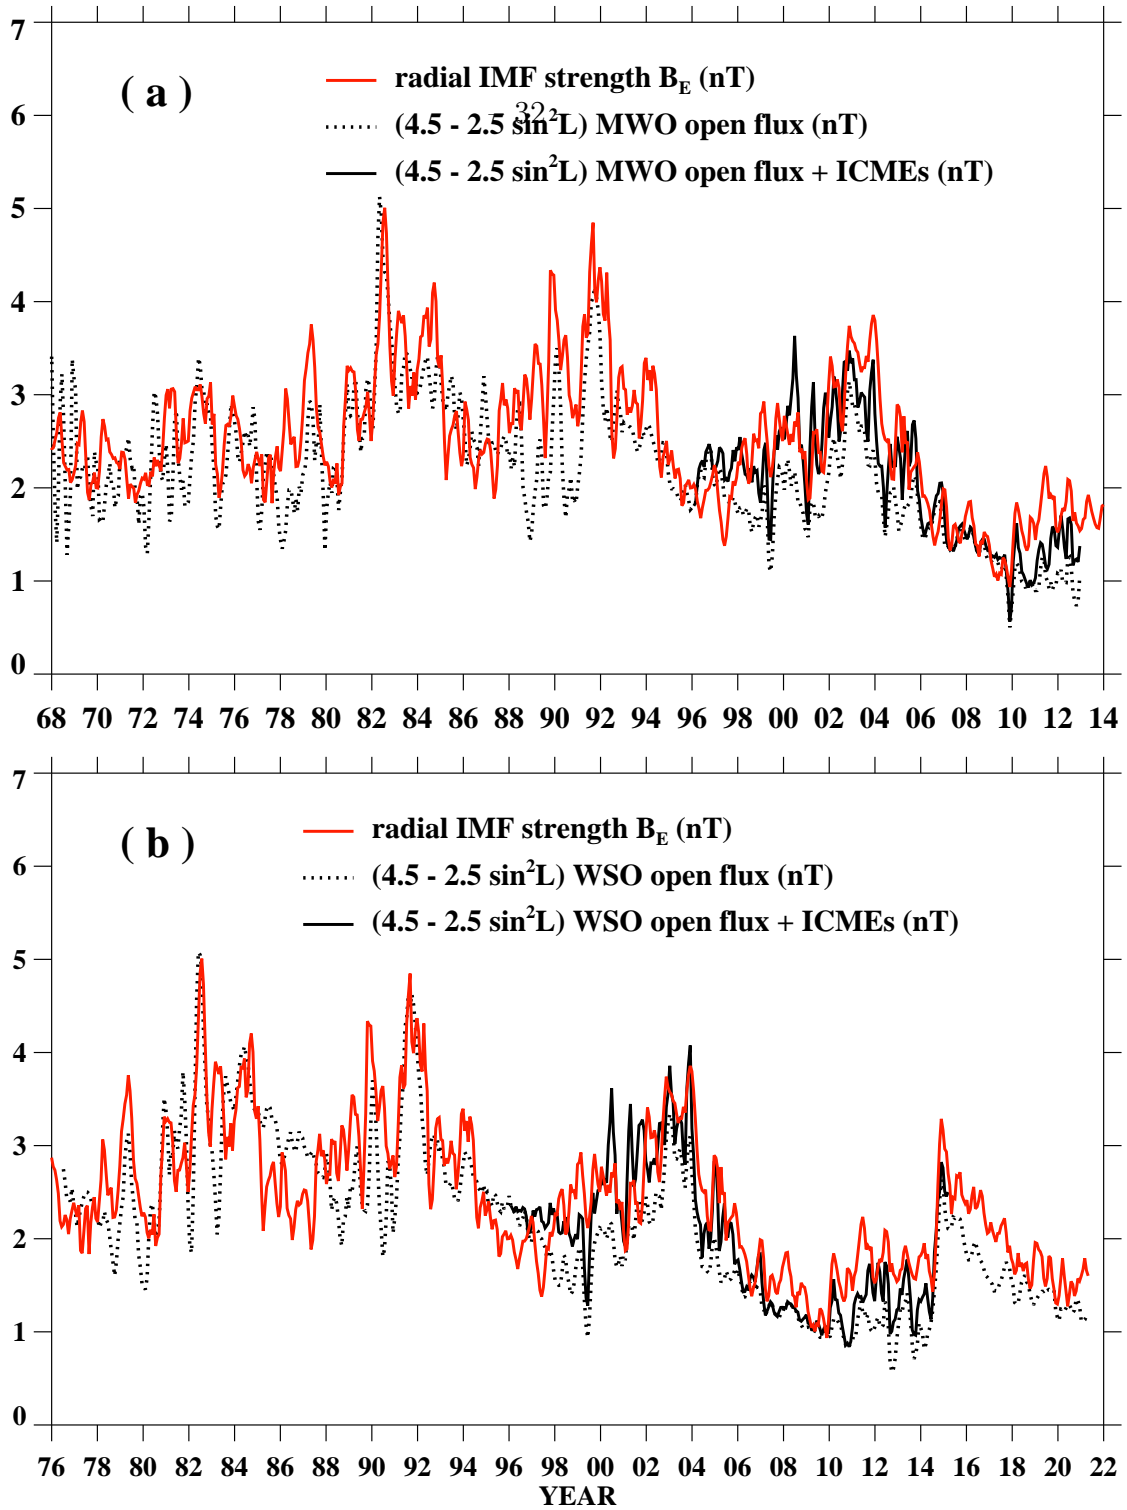 7
( a )
radial IMF strength B_E (nT)
6
32
(4.5 - 2.5 sin²L) MWO open flux (nT)
(4.5 - 2.5 sin²L) MWO open flux + ICMEs (nT)
5
4
3
2
1
0
68 70 72 74 76 78 80 82 84 86 88 90 92 94 96 98 00 02 04 06 08 10 12 14
7
( b )
radial IMF strength B_E (nT)
6
(4.5 - 2.5 sin²L) WSO open flux (nT)
(4.5 - 2.5 sin²L) WSO open flux + ICMEs (nT)
5
4
3
2
1
0
76 78 80 82 84 86 88 90 92 94 96 98 00 02 04 06 08 10 12 14 16 18 20 22
YEAR